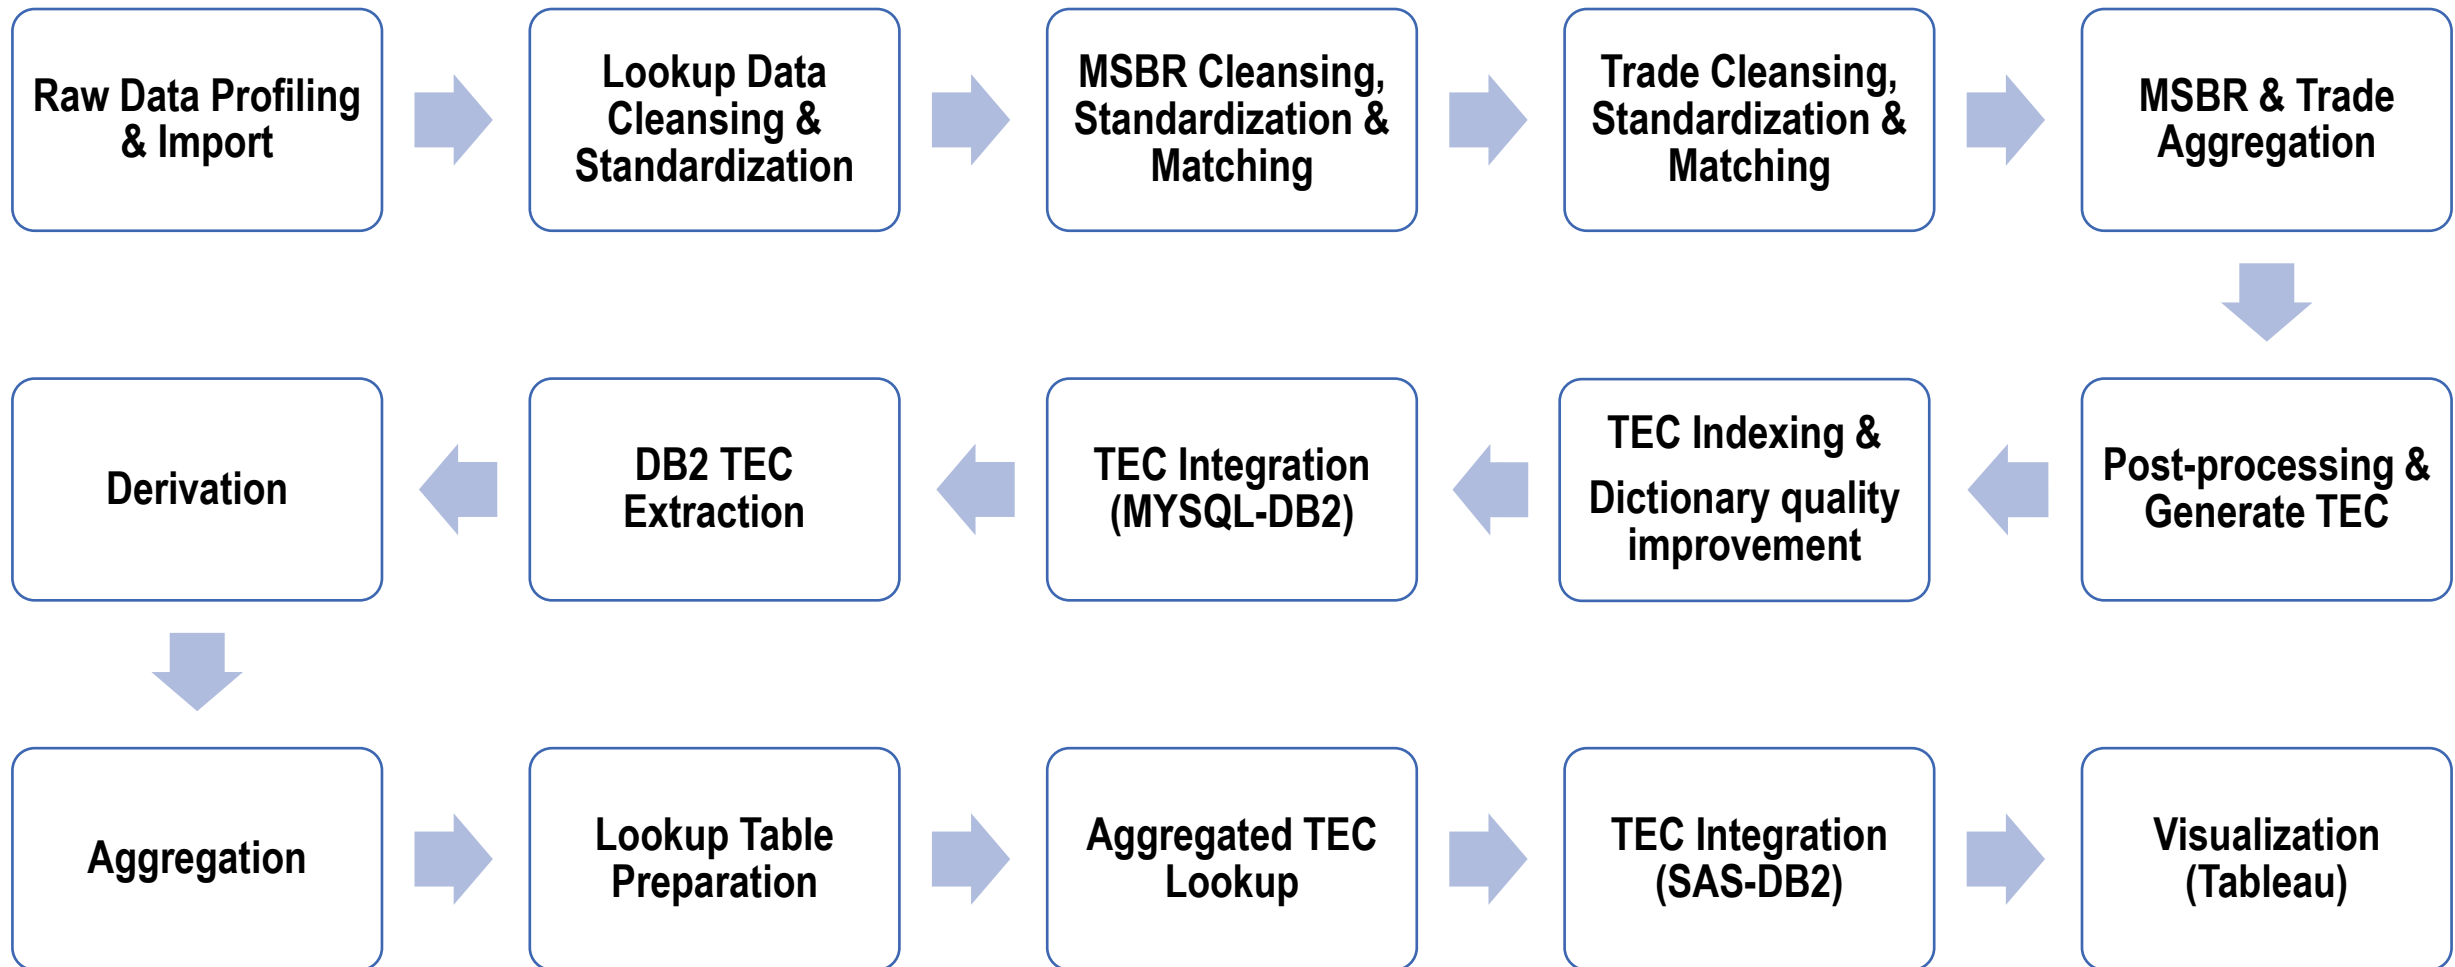 Raw Data Profiling
& Import
Lookup Data
Cleansing &
Standardization
MSBR Cleansing,
Standardization &
Matching
Trade Cleansing,
Standardization &
Matching
MSBR & Trade
Aggregation
Post-processing &
Generate TEC
TEC Indexing &
Dictionary quality
improvement
TEC Integration
(MYSQL-DB2)
DB2 TEC
Extraction
Derivation
Aggregation
Lookup Table
Preparation
Aggregated TEC
Lookup
TEC Integration
(SAS-DB2)
Visualization
(Tableau)